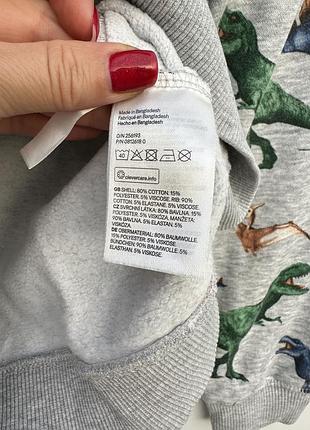 Made in Bangladesh
Fabriqué en Bangladesh
Hecho en Bangladesh
D/N 256193
P/N 0812618 0
40
clevercare.info
GB SHELL: 80% COTTON. 15%
POLYESTER. 5% VISCOSE. RIB: 90%
COTTON. 5% ELASTANE. 5% VISCOSE.
CZ SVRCHNÍ LÁTKA: 80% BAVLNA. 15%
POLYESTER. 5% VISKÓZA. MANŽETA:
90% BAVLNA. 5% ELASTAN. 5%
VISKÓZA.
DE OBERMATERIAL: 80% BAUMWOLLE.
15% POLYESTER. 5% VISKOSE.
BÜNDCHEN: 90% BAUMWOLLE. 5%
ELASTHAN. 5% VISKOSE.